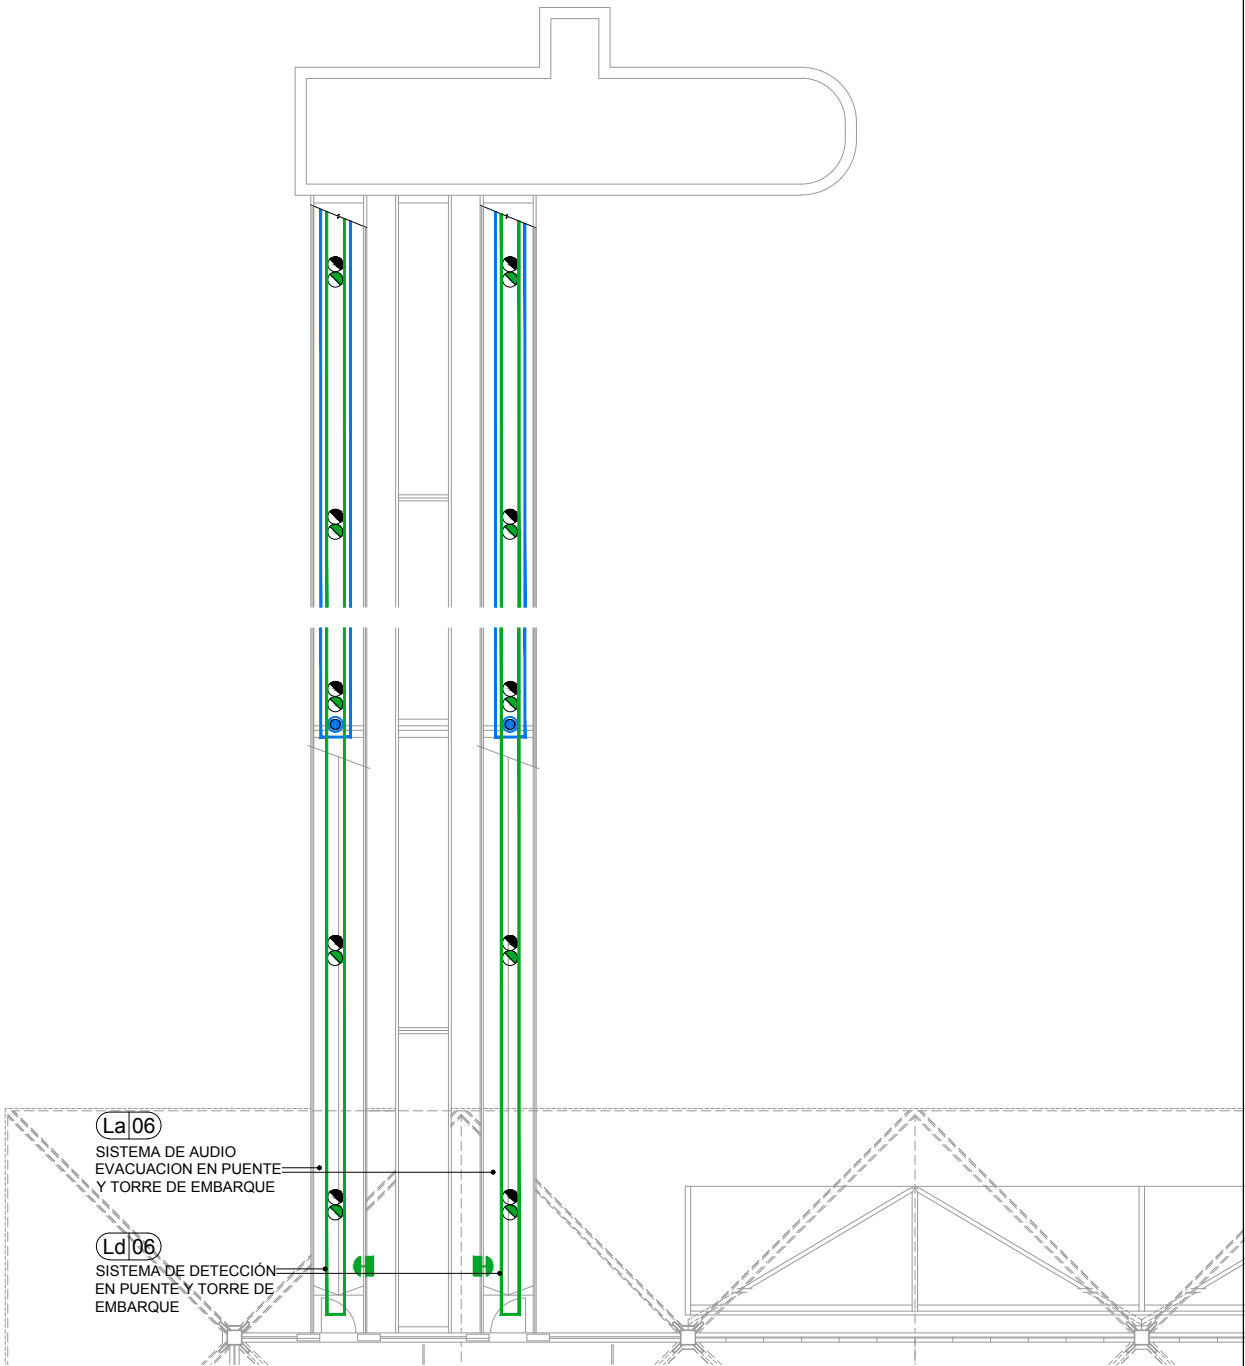 La 06
SISTEMA DE AUDIO
EVACUACION EN PUENTE
Y TORRE DE EMBARQUE
Ld 06
SISTEMA DE DETECCIÓN
EN PUENTE Y TORRE DE
EMBARQUE